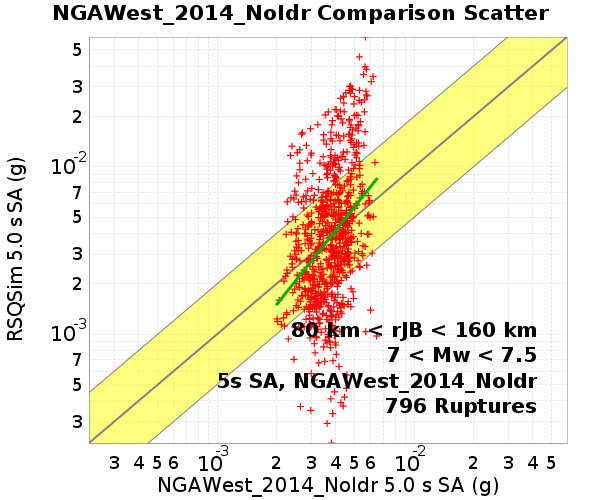 NGAWest_2014_NoIdr Comparison Scatter
RSQSim 5.0 s SA (g)
5
3
2
10-2
7
5
3
2
10-3
7
5
3
80 km < rJB < 160 km
7 < Mw < 7.5
5s SA, NGAWest_2014_NoIdr
796 Ruptures
3 4 5 6 10-3 2 3 4 5 6 10-2 2 3 4 5
NGAWest_2014_NoIdr 5.0 s SA (g)